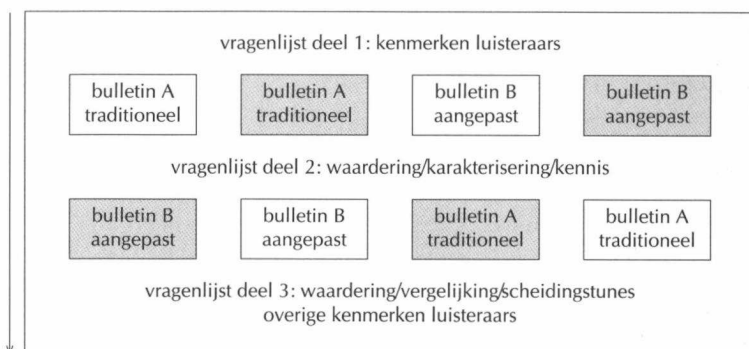 vragenlijst deel 1: kenmerken luisteraars
bulletin A
traditioneel
bulletin A
traditioneel
bulletin B
aangepast
bulletin B
aangepast
vragenlijst deel 2: waardering/karakterisering/kennis
bulletin B
aangepast
bulletin B
aangepast
bulletin A
traditioneel
bulletin A
traditioneel
vragenlijst deel 3: waardering/vergelijking/scheidingstunes
overige kenmerken luisteraars